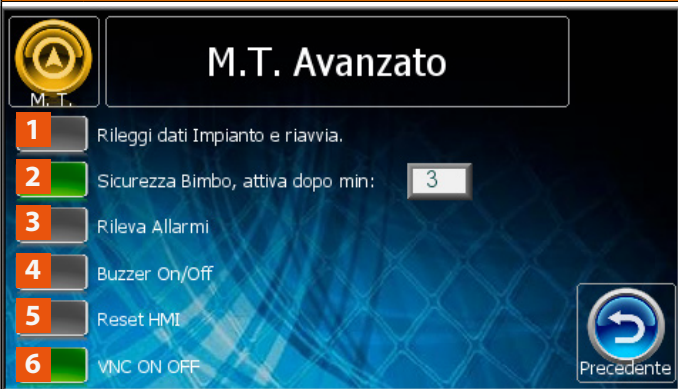 M.T. Avanzato
M. T.
1 Rileggi dati Impianto e riavvia.
2 Sicurezza Bimbo, attiva dopo min: 3
3 Rileva Allarmi
4 Buzzer On/Off
5 Reset HMI
6 VNC ON OFF
Precedente